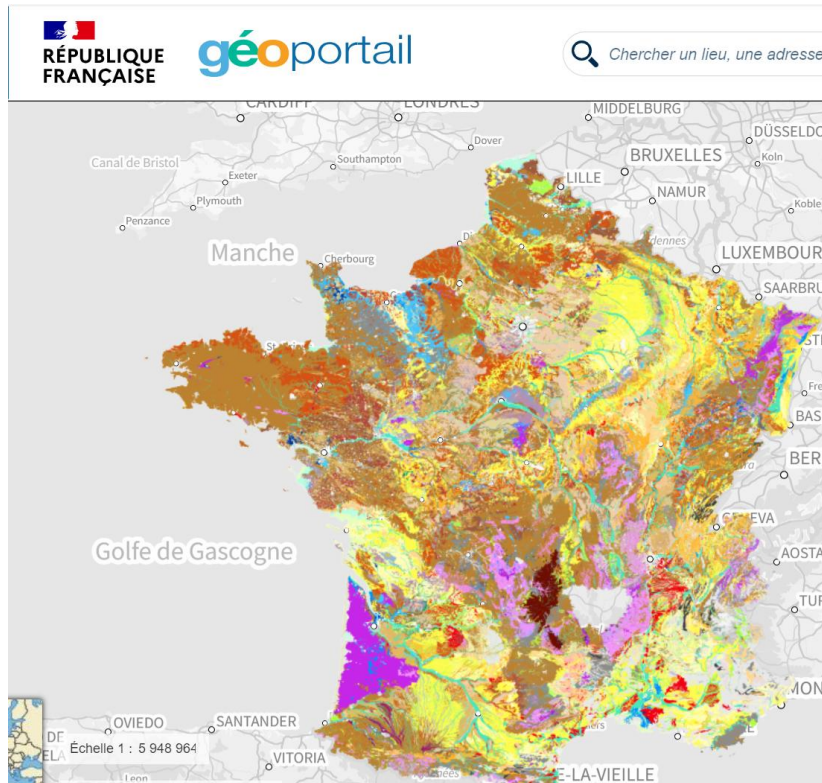 RÉPUBLIQUE
FRANÇAISE
géoportail
Chercher un lieu, une adresse
CARDIFF
LONDRES
MIDDELBURG
DÜSSELDO
Canal de Bristol
Southampton
Dover
BRUXELLES
Koln
Exeter
LILLE
Plymouth
NAMUR
Koble
Penzance
Manche
Cherbourg
LUXEMBOUR
SAARBRU
BAS
BER
GENEVA
Golfe de Gascogne
AOSTA
TUR
MON
OVIEDO
SANTANDER
Échelle 1 : 5 948 964
VITORIA
Leon
E-LA-VIEILLE